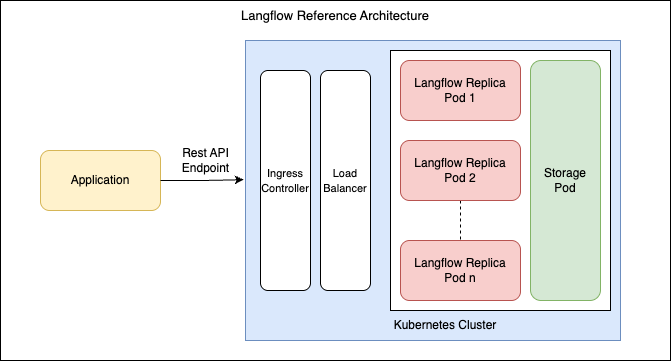 Langflow Reference Architecture
Application
Rest API
Endpoint
Ingress
Controller
Load
Balancer
Langflow Replica
Pod 1
Langflow Replica
Pod 2
Langflow Replica
Pod n
Storage
Pod
Kubernetes Cluster